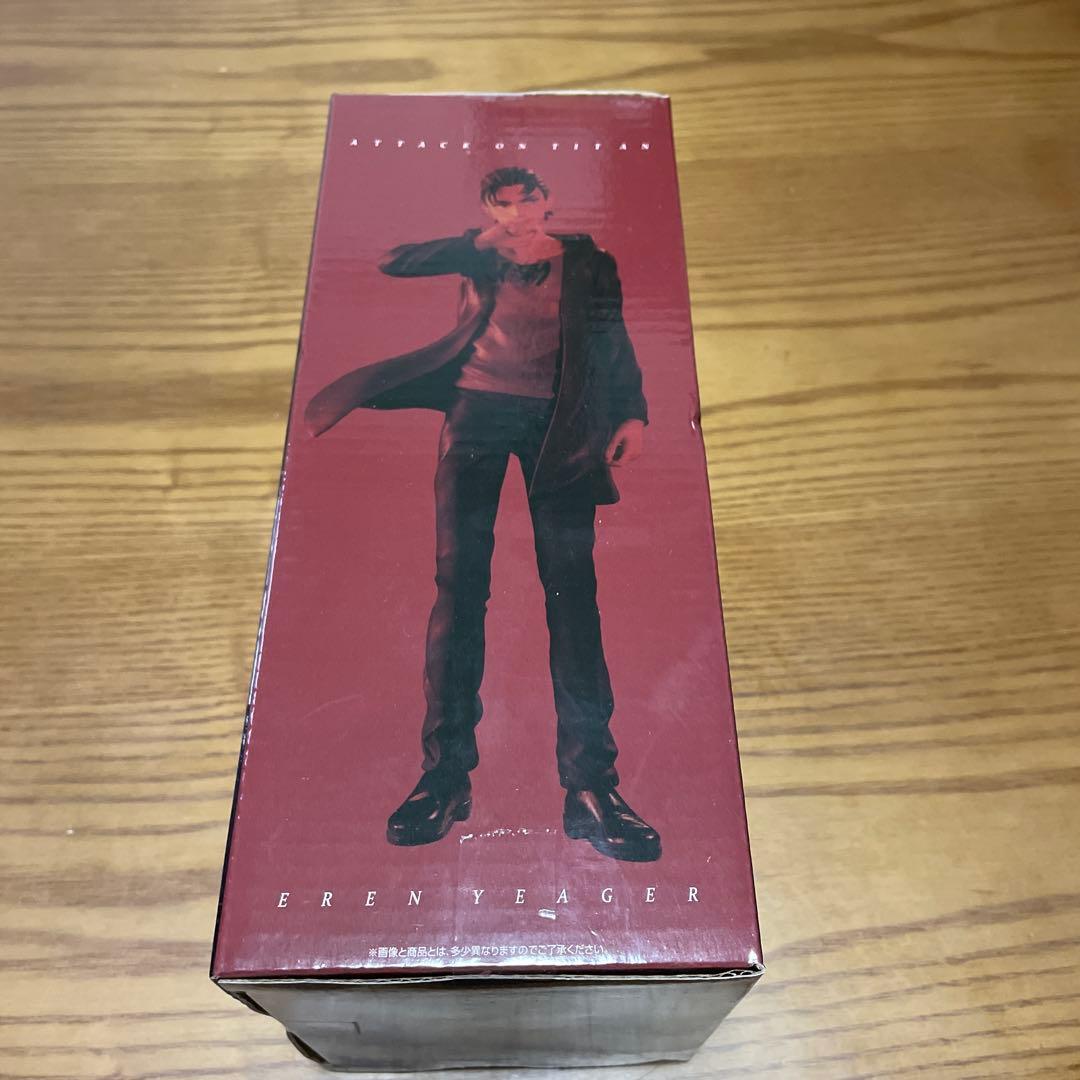 ATTACK ON TITAN
EREN YEAGER
※画像と商品とは、多少異なりますのでご了承ください。